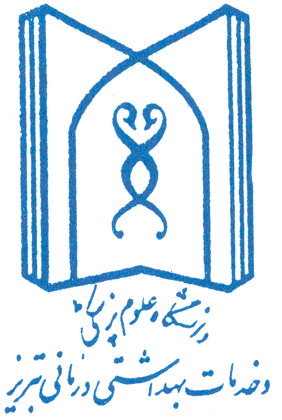 دانشگاه علوم پزشکی
و خدمات بهداشتی درمانی تبریز